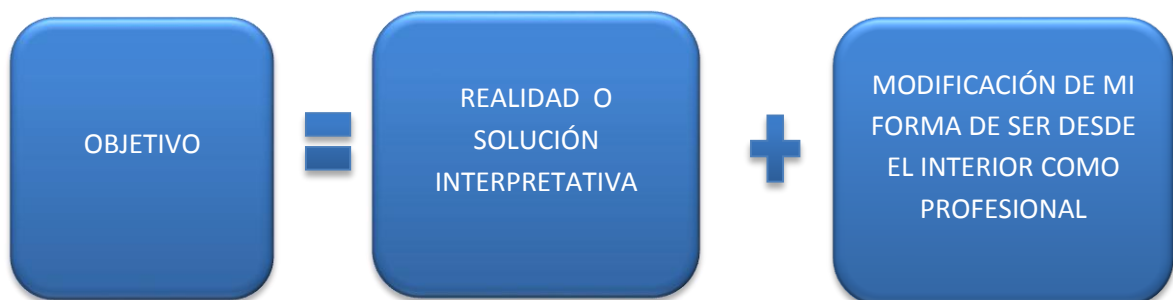 OBJETIVO
=
REALIDAD O
SOLUCIÓN
INTERPRETATIVA
+
MODIFICACIÓN DE MI
FORMA DE SER DESDE
EL INTERIOR COMO
PROFESIONAL